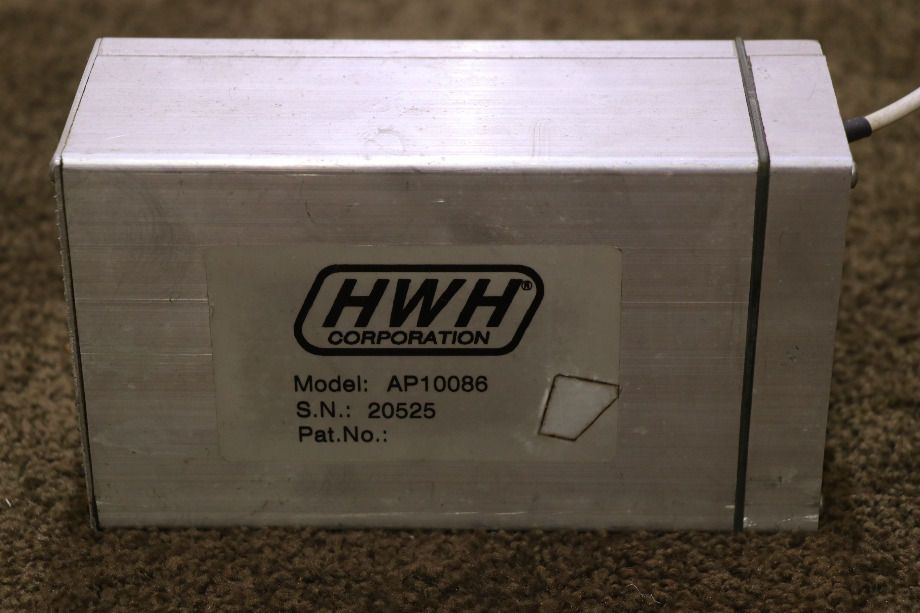 HWH®
CORPORATION
Model: AP10086
S.N.: 20525
Pat.No.: